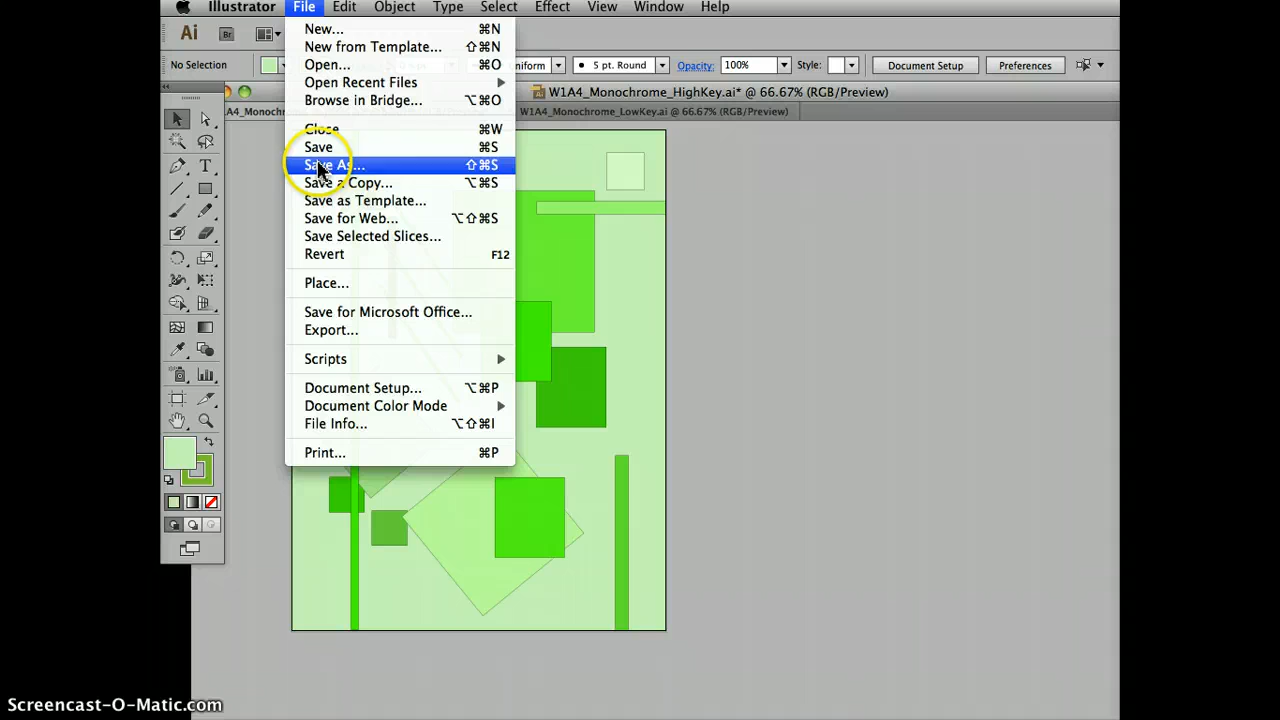 Illustrator File Edit Object Type Select Effect View Window Help
Ai Br
No Selection niform 5 pt. Round Opacity: 100% Style: Document Setup Preferences
W1A4_Monochrome_HighKey.ai* @ 66.67% (RGB/Preview)
1A4_Monochr W1A4_Monochrome_LowKey.ai @ 66.67% (RGB/Preview)
New... ⌘N
New from Template... ⇧⌘N
Open... ⌘O
Open Recent Files
Browse in Bridge... ⌥⌘O
Close ⌘W
Save ⌘S
Save As... ⇧⌘S
Save a Copy... ⌥⌘S
Save as Template...
Save for Web... ⌥⇧⌘S
Save Selected Slices...
Revert F12
Place...
Save for Microsoft Office...
Export...
Scripts
Document Setup... ⌥⌘P
Document Color Mode
File Info... ⌥⇧⌘I
Print... ⌘P
T
Screencast-O-Matic.com